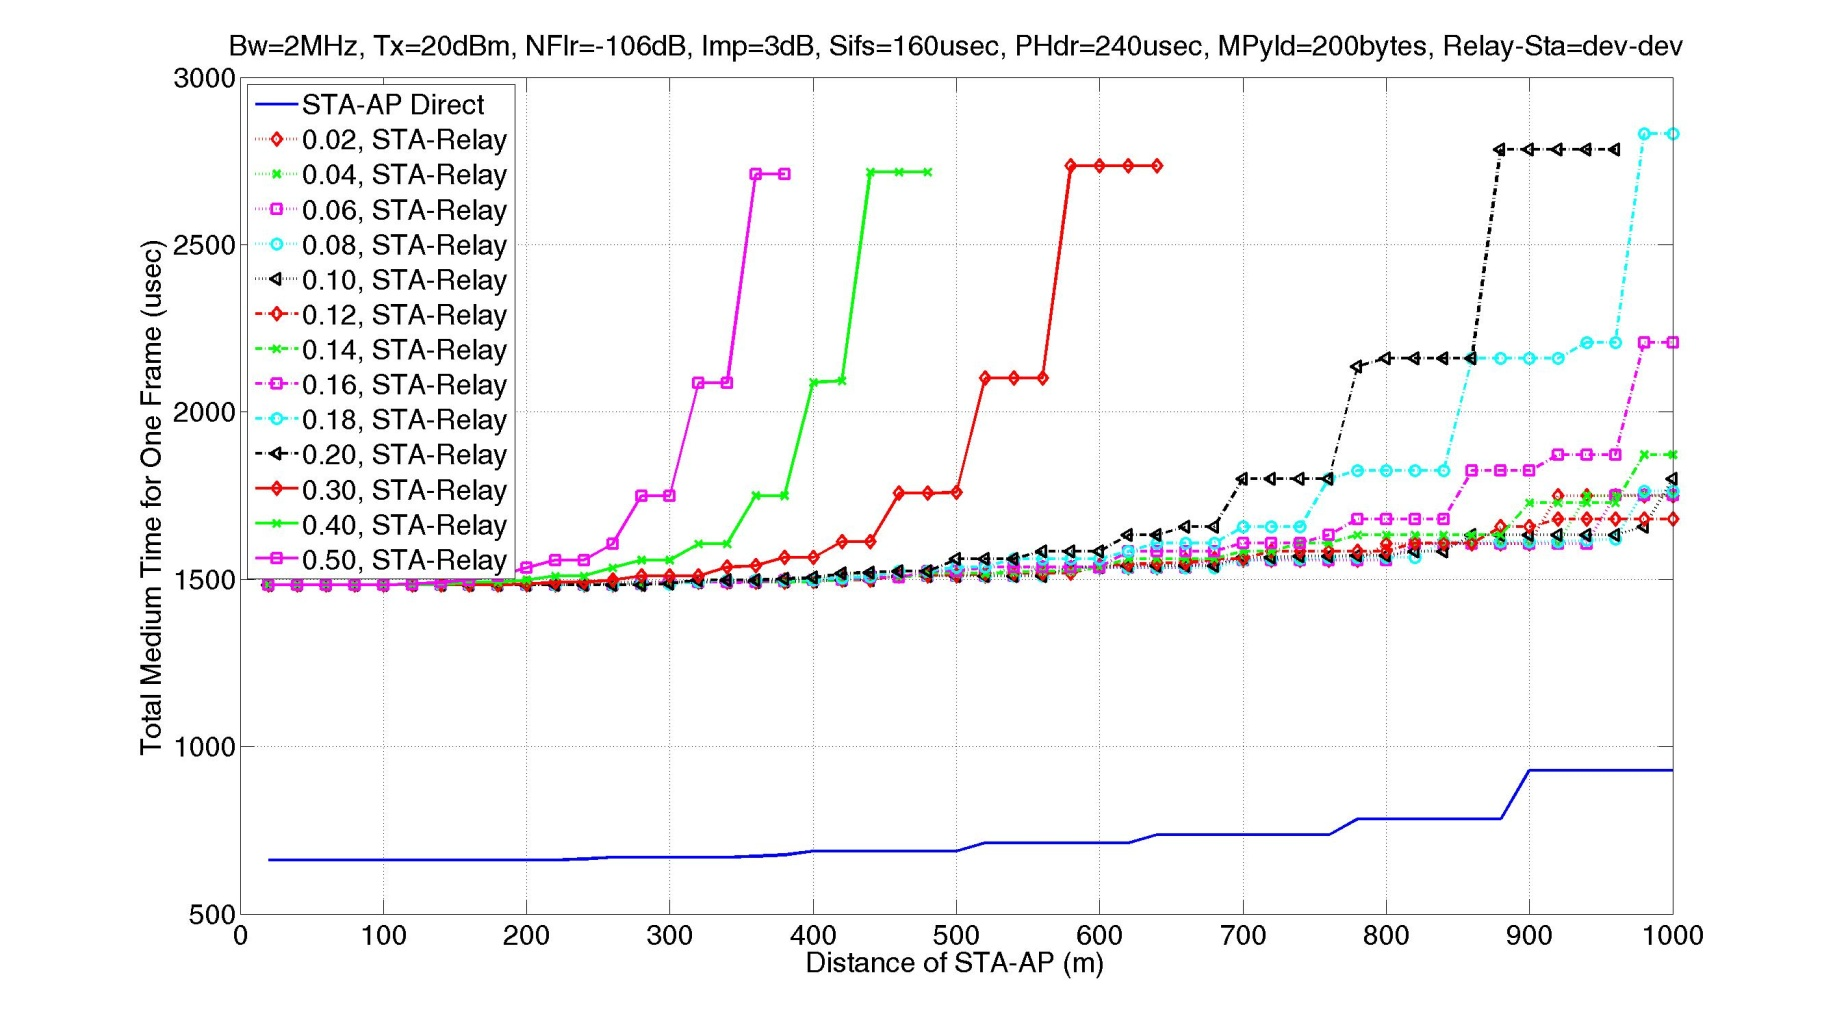 Bw=2MHz, Tx=20dBm, NFlr=-106dB, Imp=3dB, Sifs=160usec, PHdr=240usec, MPyld=200bytes, Relay-Sta=dev-dev
3000
2500
2000
1500
1000
500
Total Medium Time for One Frame (usec)
STA-AP Direct
0.02, STA-Relay
0.04, STA-Relay
0.06, STA-Relay
0.08, STA-Relay
0.10, STA-Relay
0.12, STA-Relay
0.14, STA-Relay
0.16, STA-Relay
0.18, STA-Relay
0.20, STA-Relay
0.30, STA-Relay
0.40, STA-Relay
0.50, STA-Relay
0 100 200 300 400 500 600 700 800 900 1000
Distance of STA-AP (m)